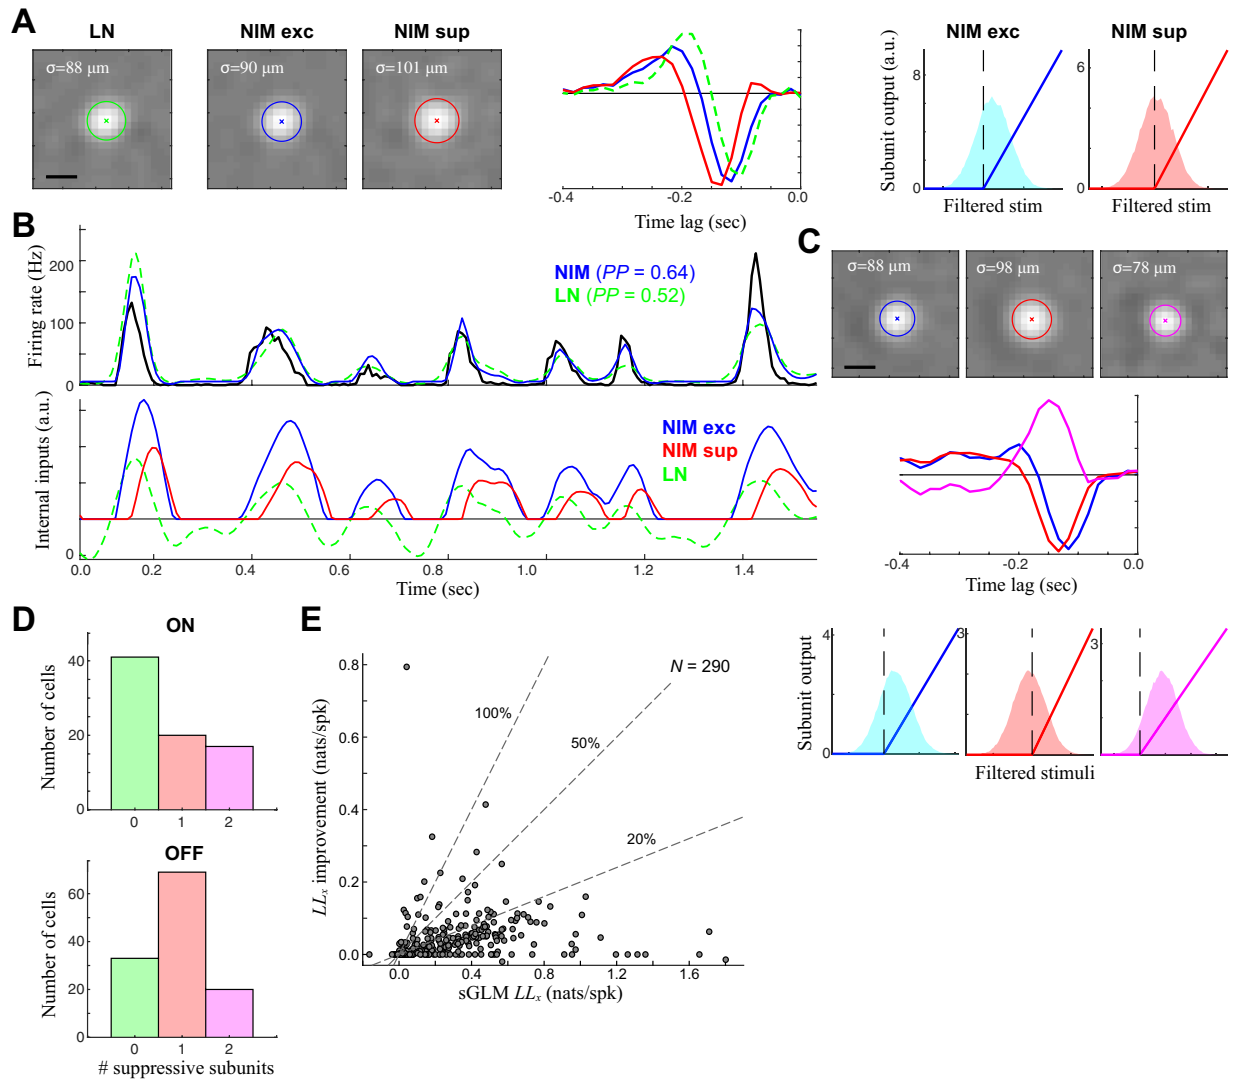 A
LN
NIM exc
NIM sup
σ=88 μm
σ=90 μm
σ=101 μm
-0.4
-0.2
0.0
Time lag (sec)
NIM exc
NIM sup
Subunit output (a.u.)
8
0
6
0
Filtered stim
Filtered stim
B
Firing rate (Hz)
200
100
0
NIM (PP = 0.64)
LN (PP = 0.52)
Internal inputs (a.u.)
0
NIM exc
NIM sup
LN
0.0
0.2
0.4
0.6
0.8
1.0
1.2
1.4
Time (sec)
C
σ=88 μm
σ=98 μm
σ=78 μm
-0.4
-0.2
0.0
Time lag (sec)
Subunit output
4
0
3
0
3
0
Filtered stimuli
D
ON
Number of cells
40
20
0
0
1
2
OFF
Number of cells
60
40
20
0
0
1
2
# suppressive subunits
E
LLx improvement (nats/spk)
0.8
0.6
0.4
0.2
0.0
N = 290
100%
50%
20%
0.0
0.4
0.8
1.2
1.6
sGLM LLx (nats/spk)